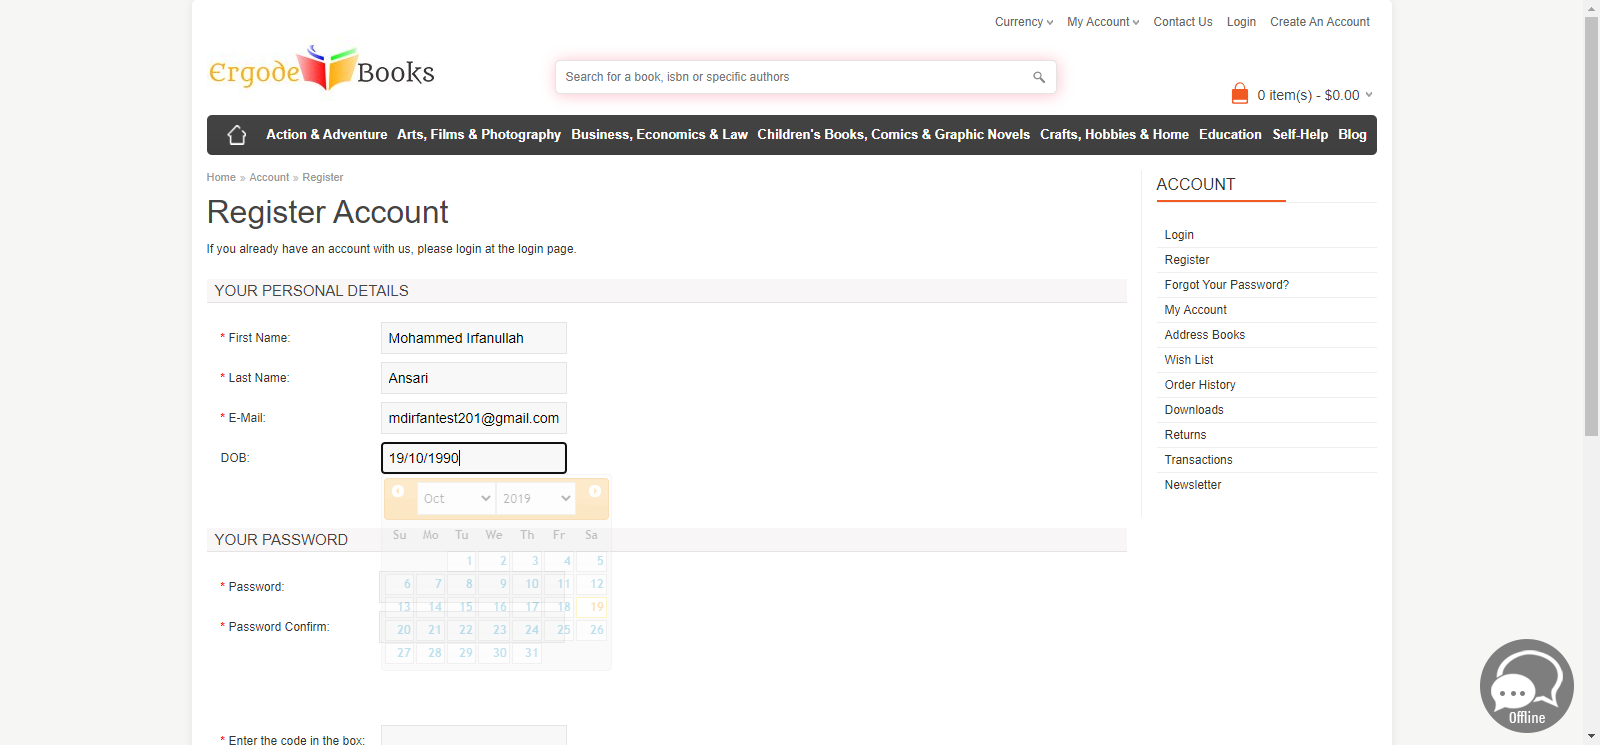 Currency My Account Contact Us Login Create An Account
Ergode Books
Search for a book, isbn or specific authors
0 item(s) - $0.00
Action & Adventure Arts, Films & Photography Business, Economics & Law Children's Books, Comics & Graphic Novels Crafts, Hobbies & Home Education Self-Help Blog
Home » Account » Register
Register Account
If you already have an account with us, please login at the login page.
YOUR PERSONAL DETAILS
* First Name: Mohammed Irfanullah
* Last Name: Ansari
* E-Mail: mdirfantest201@gmail.com
DOB: 19/10/1990
Oct 2019
Su Mo Tu We Th Fr Sa
1 2 3 4 5
6 7 8 9 10 11 12
13 14 15 16 17 18 19
20 21 22 23 24 25 26
27 28 29 30 31
YOUR PASSWORD
* Password:
* Password Confirm:
* Enter the code in the box:
ACCOUNT
Login
Register
Forgot Your Password?
My Account
Address Books
Wish List
Order History
Downloads
Returns
Transactions
Newsletter
Offline